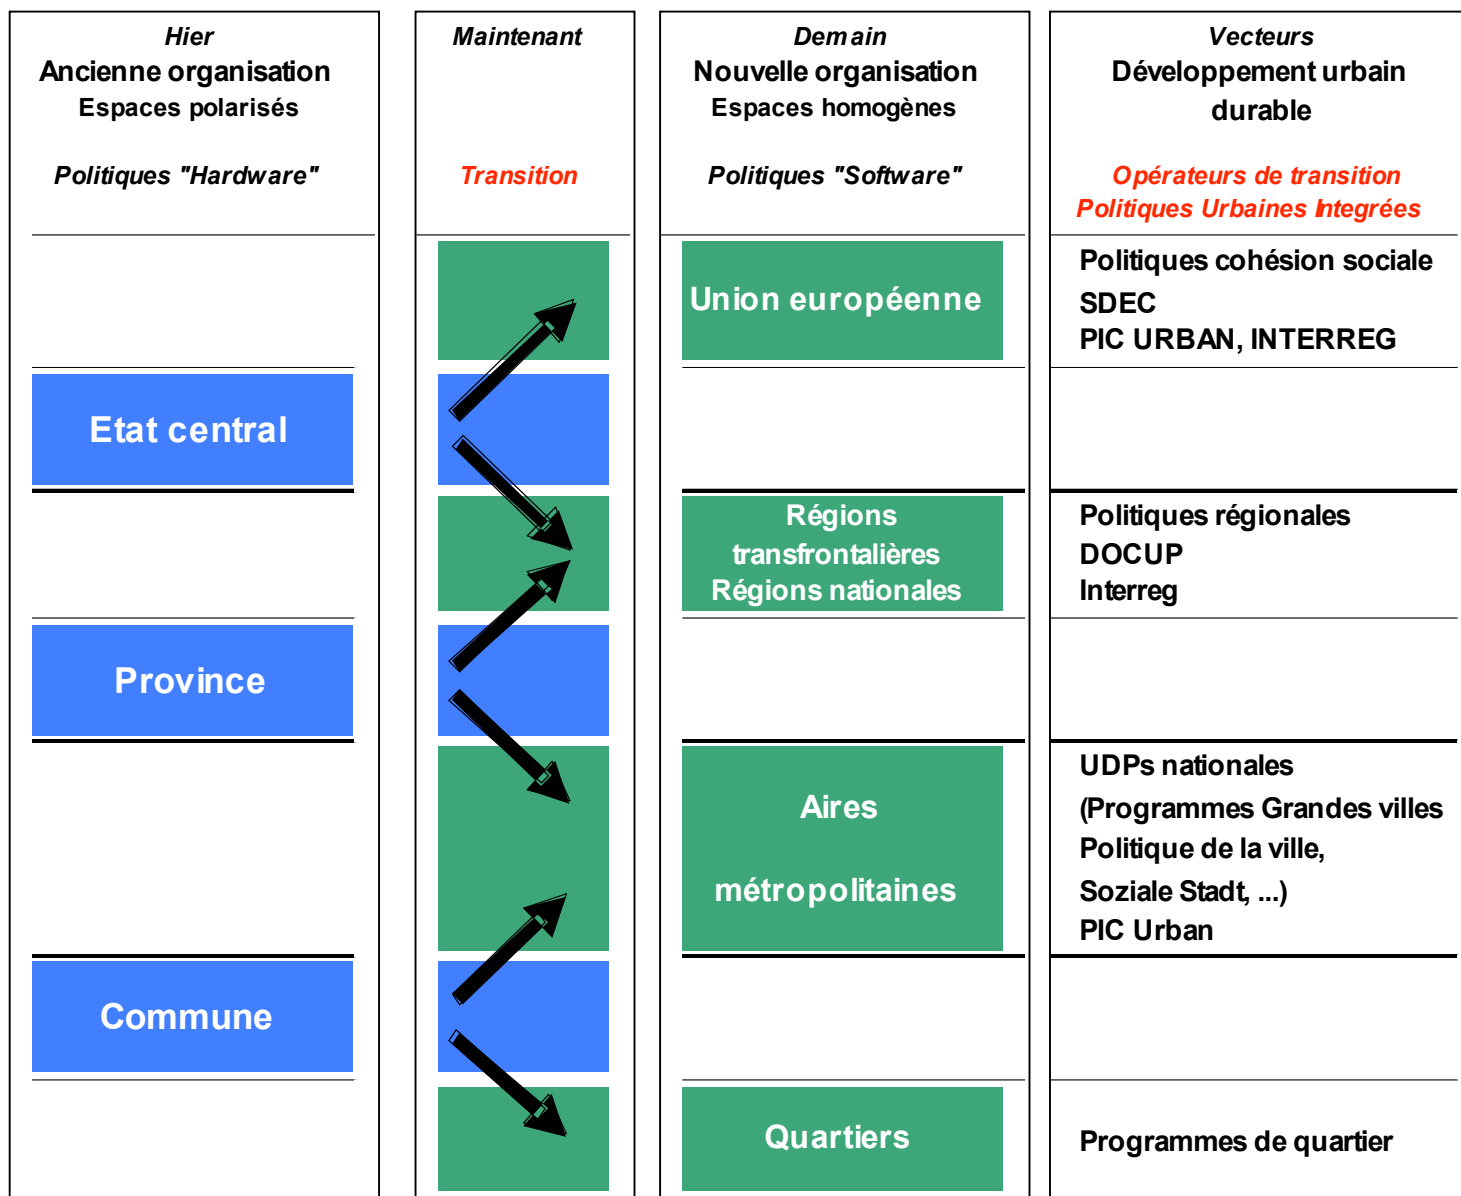 Hier
Ancienne organisation
Espaces polarisés
Politiques "Hardware"
Maintenant
Transition
Demain
Nouvelle organisation
Espaces homogènes
Politiques "Software"
Vecteurs
Développement urbain
durable
Opérateurs de transition
Politiques Urbaines Integrées
Union européenne
Politiques cohésion sociale
SDEC
PIC URBAN, INTERREG
Etat central
Régions
transfrontalières
Régions nationales
Politiques régionales
DOCUP
Interreg
Province
Aires
métropolitaines
UDPs nationales
(Programmes Grandes villes
Politique de la ville,
Soziale Stadt, ...)
PIC Urban
Commune
Quartiers
Programmes de quartier